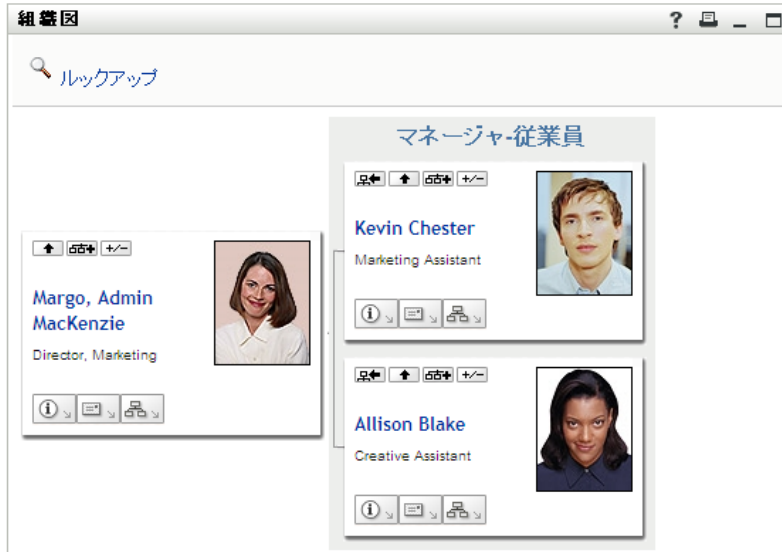 組織図
ルックアップ
マネージャ-従業員
Kevin Chester
Marketing Assistant
Margo, Admin
MacKenzie
Director, Marketing
Allison Blake
Creative Assistant